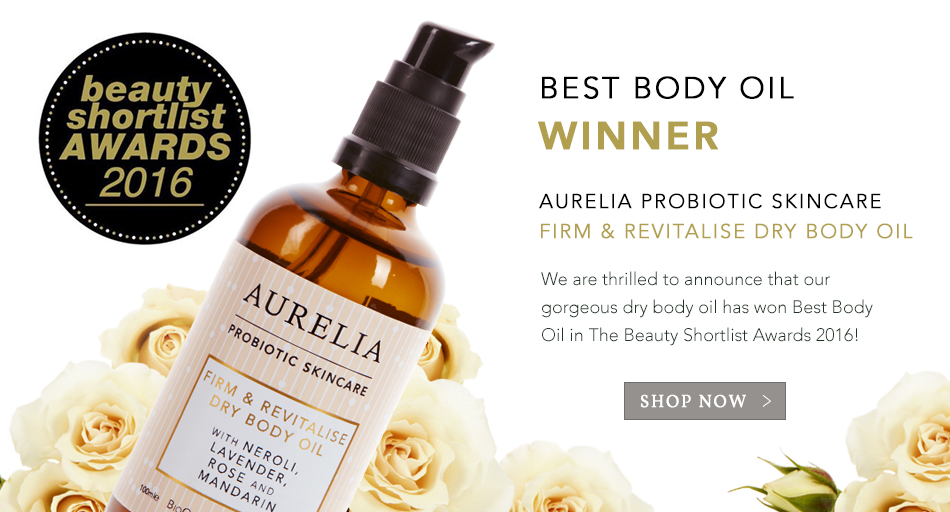 beauty
shortlist
AWARDS
2016
BEST BODY OIL
WINNER
AURELIA PROBIOTIC SKINCARE
FIRM & REVITALISE DRY BODY OIL
We are thrilled to announce that our
gorgeous dry body oil has won Best Body
Oil in The Beauty Shortlist Awards 2016!
SHOP NOW >
AURELIA
PROBIOTIC SKINCARE
FIRM & REVITALISE
DRY BODY OIL
WITH NEROLI,
LAVENDER,
ROSE AND
MANDARIN
100ml e